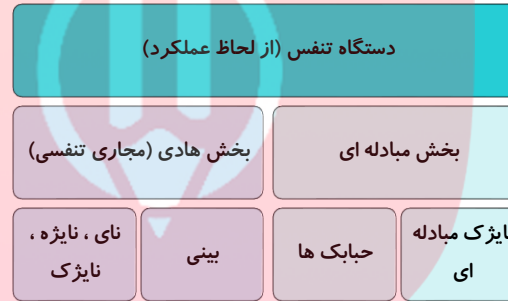 دستگاه تنفس (از لحاظ عملکرد)
بخش مبادله ای
بخش هادی (مجاری تنفسی)
نایژک مبادله
ای
حبابک ها
بینی
نای ، نایژه ،
نایژک